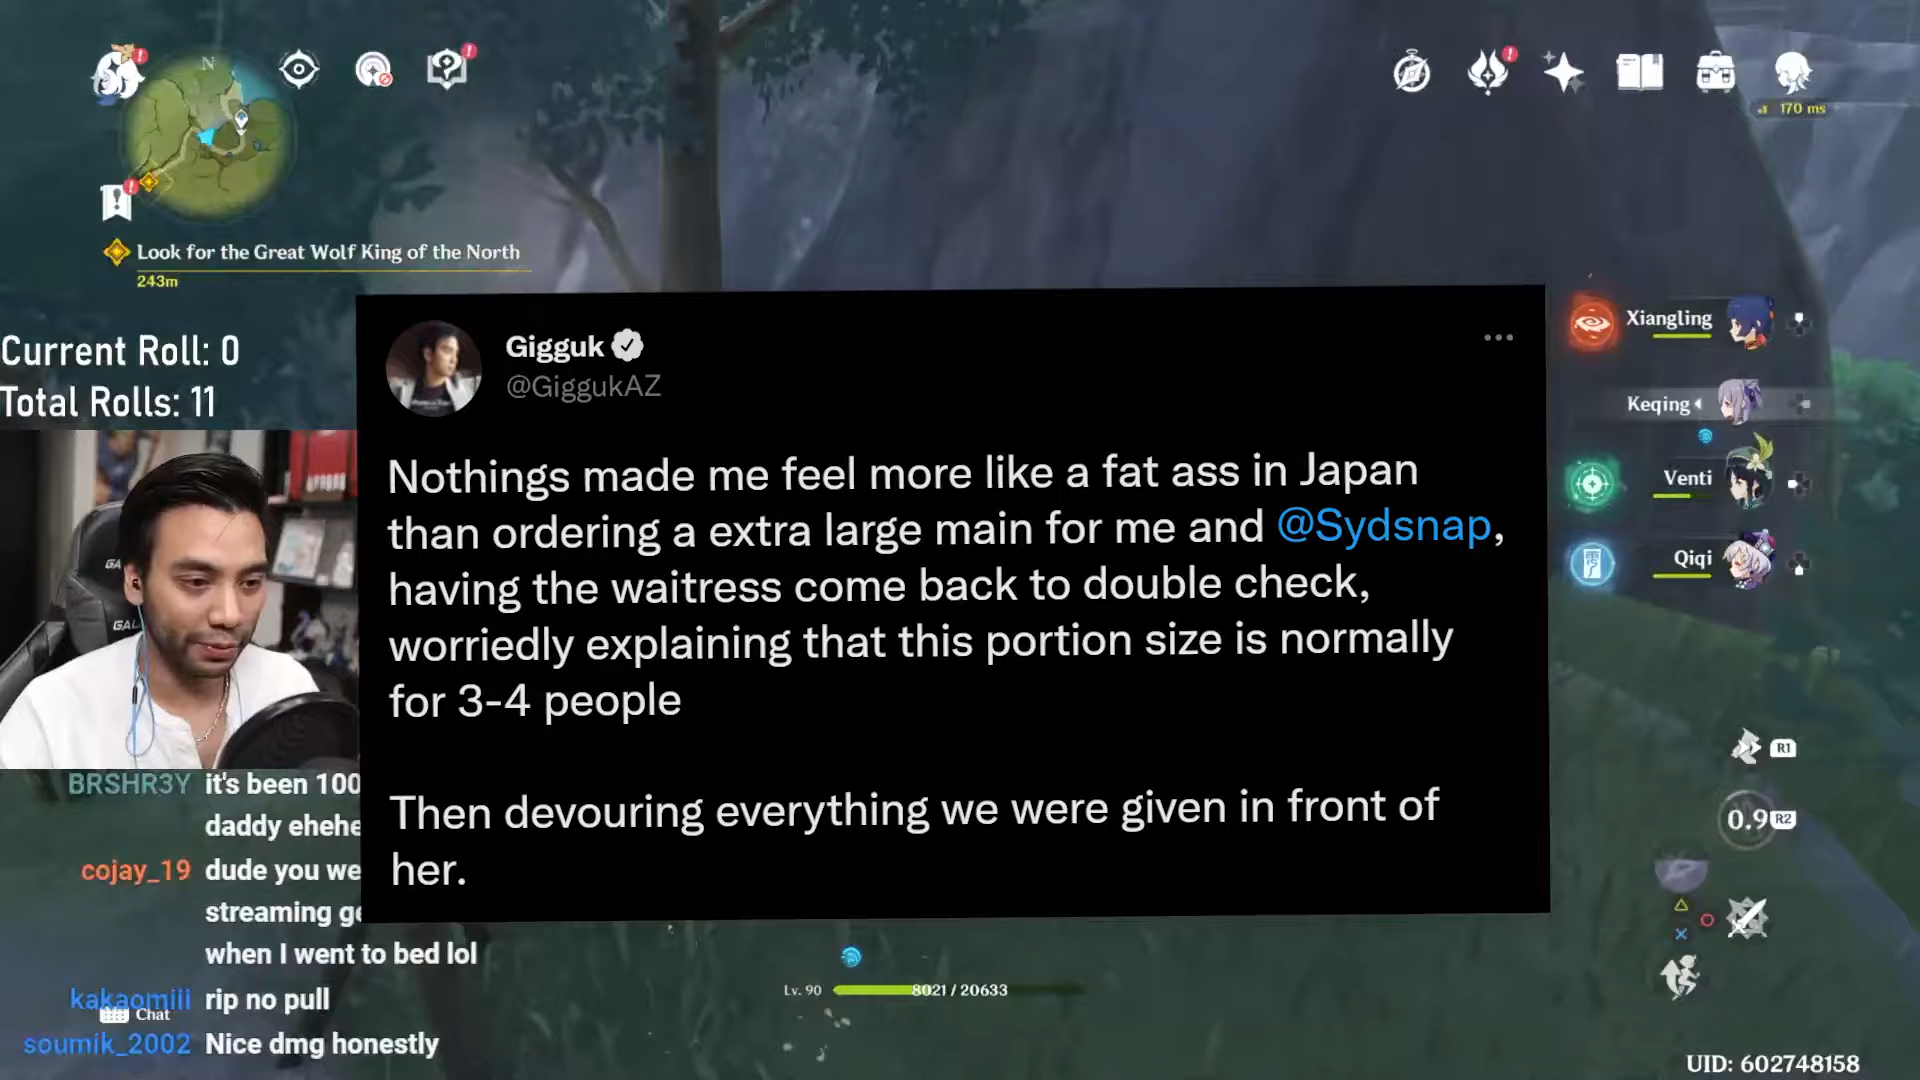 N
170 ms
Look for the Great Wolf King of the North
243m
Current Roll: 0
Total Rolls: 11
Xiangling
Keqing
Venti
Qiqi
Gigguk
@GiggukAZ
Nothings made me feel more like a fat ass in Japan
than ordering a extra large main for me and @Sydsnap,
having the waitress come back to double check,
worriedly explaining that this portion size is normally
for 3-4 people
Then devouring everything we were given in front of
her.
GA
GAL
BRSHR3Y it's been 100
daddy ehehe
cojay_19 dude you we
streaming ge
when I went to bed lol
kakaomiii rip no pull
Chat
soumik_2002 Nice dmg honestly
R1
0.9 R2
Lv. 90 8021 / 20633
UID: 602748158